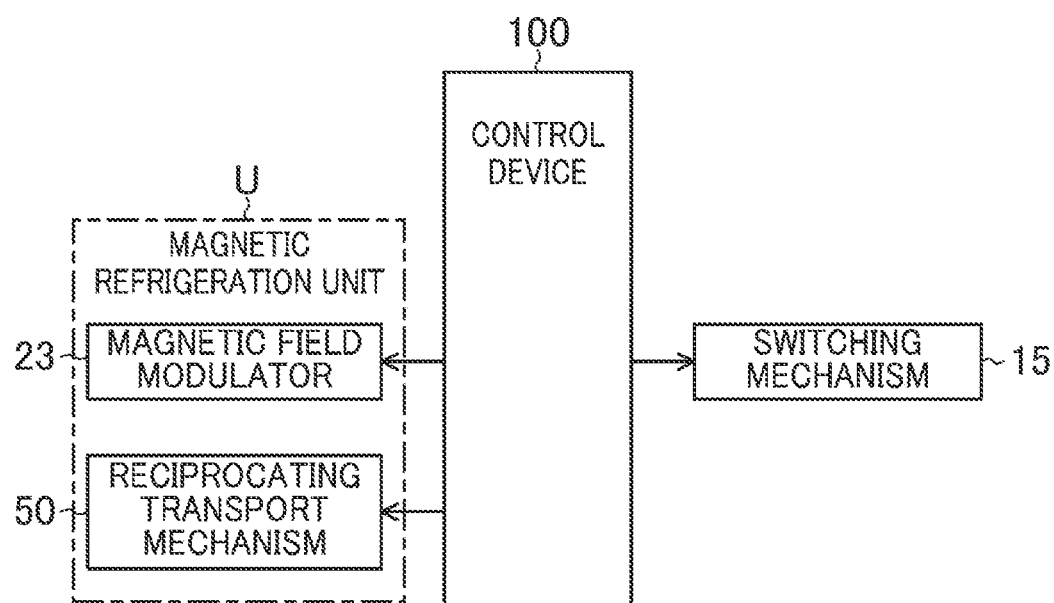 100
CONTROL
DEVICE
U
MAGNETIC
REFRIGERATION UNIT
23
MAGNETIC FIELD
MODULATOR
SWITCHING
MECHANISM
15
50
RECIPROCATING
TRANSPORT
MECHANISM